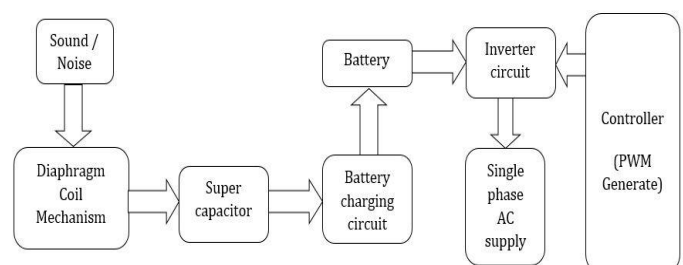 Sound /
Noise
Diaphragm
Coil
Mechanism
Super
capacitor
Battery
charging
circuit
Battery
Inverter
circuit
Single
phase
AC
supply
Controller
(PWM
Generate)